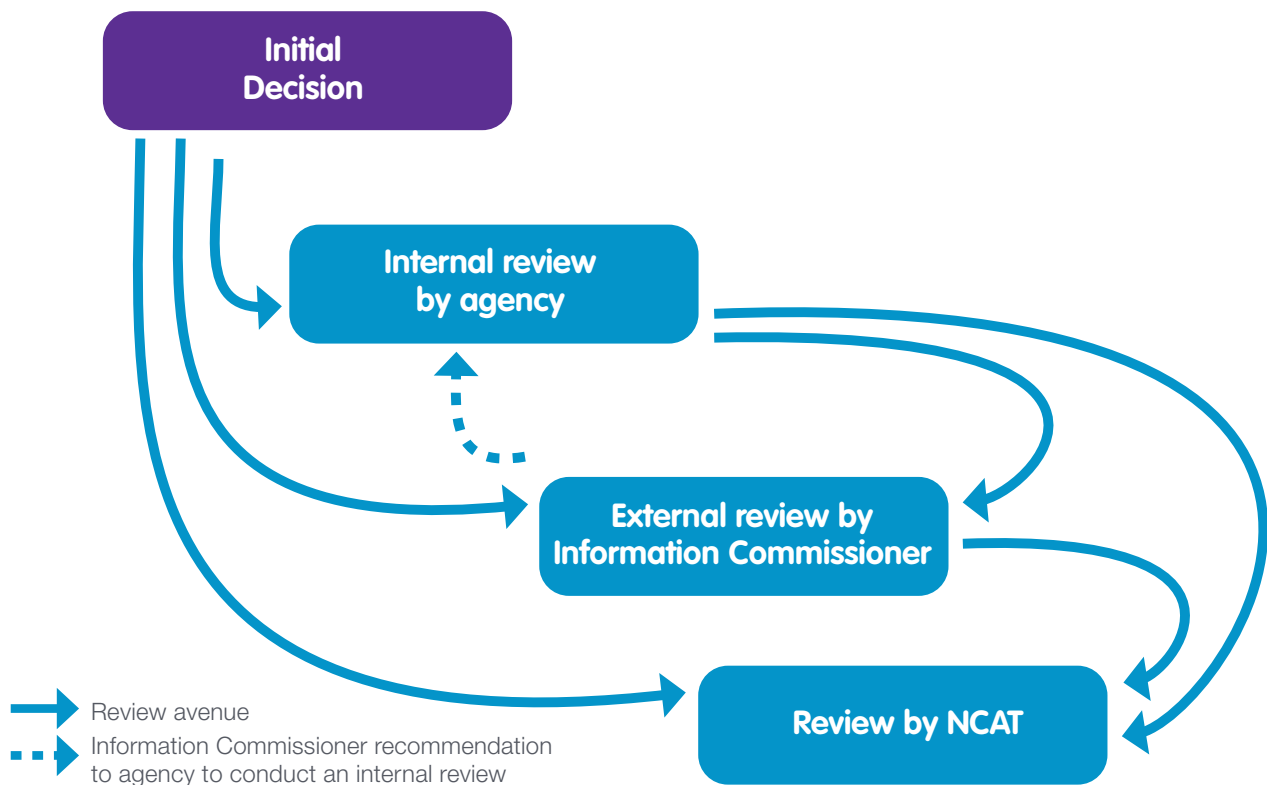 Initial
Decision
Internal review
by agency
External review by
Information Commissioner
Review by NCAT
Review avenue
Information Commissioner recommendation
to agency to conduct an internal review